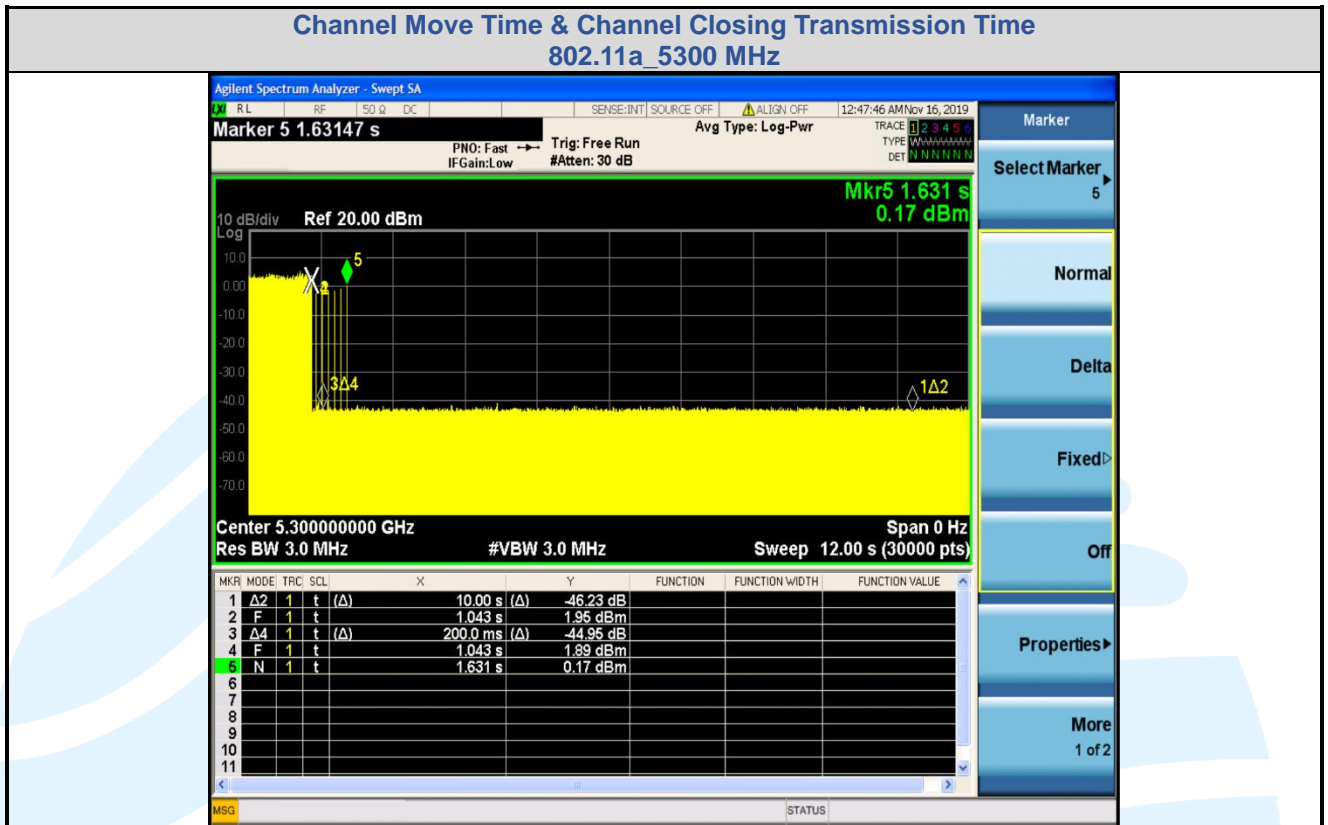 Channel Move Time & Channel Closing Transmission Time
802.11a_5300 MHz
Agilent Spectrum Analyzer - Swept SA
LXI RL RF 50 Ω DC SENSE:INT SOURCE OFF ALIGN OFF 12:47:46 AM Nov 16, 2019
Marker 5 1.63147 s Avg Type: Log-Pwr TRACE 1 2 3 4 5 6
PNO: Fast Trig: Free Run TYPE WWWWWW
IFGain:Low #Atten: 30 dB DET N N N N N N
Mkr5 1.631 s
10 dB/div Ref 20.00 dBm 0.17 dBm
Log
10.0
0.00
-10.0
-20.0
-30.0
-40.0
-50.0
-60.0
-70.0
5
2
3Δ4
1Δ2
Center 5.300000000 GHz Span 0 Hz
Res BW 3.0 MHz #VBW 3.0 MHz Sweep 12.00 s (30000 pts)
MKR MODE TRC SCL X Y FUNCTION FUNCTION WIDTH FUNCTION VALUE
1 Δ2 1 t (Δ) 10.00 s (Δ) -46.23 dB
2 F 1 t 1.043 s 1.95 dBm
3 Δ4 1 t (Δ) 200.0 ms (Δ) -44.95 dB
4 F 1 t 1.043 s 1.89 dBm
5 N 1 t 1.631 s 0.17 dBm
6
7
8
9
10
11
MSG STATUS
Marker
Select Marker
5
Normal
Delta
Fixed
Off
Properties
More
1 of 2